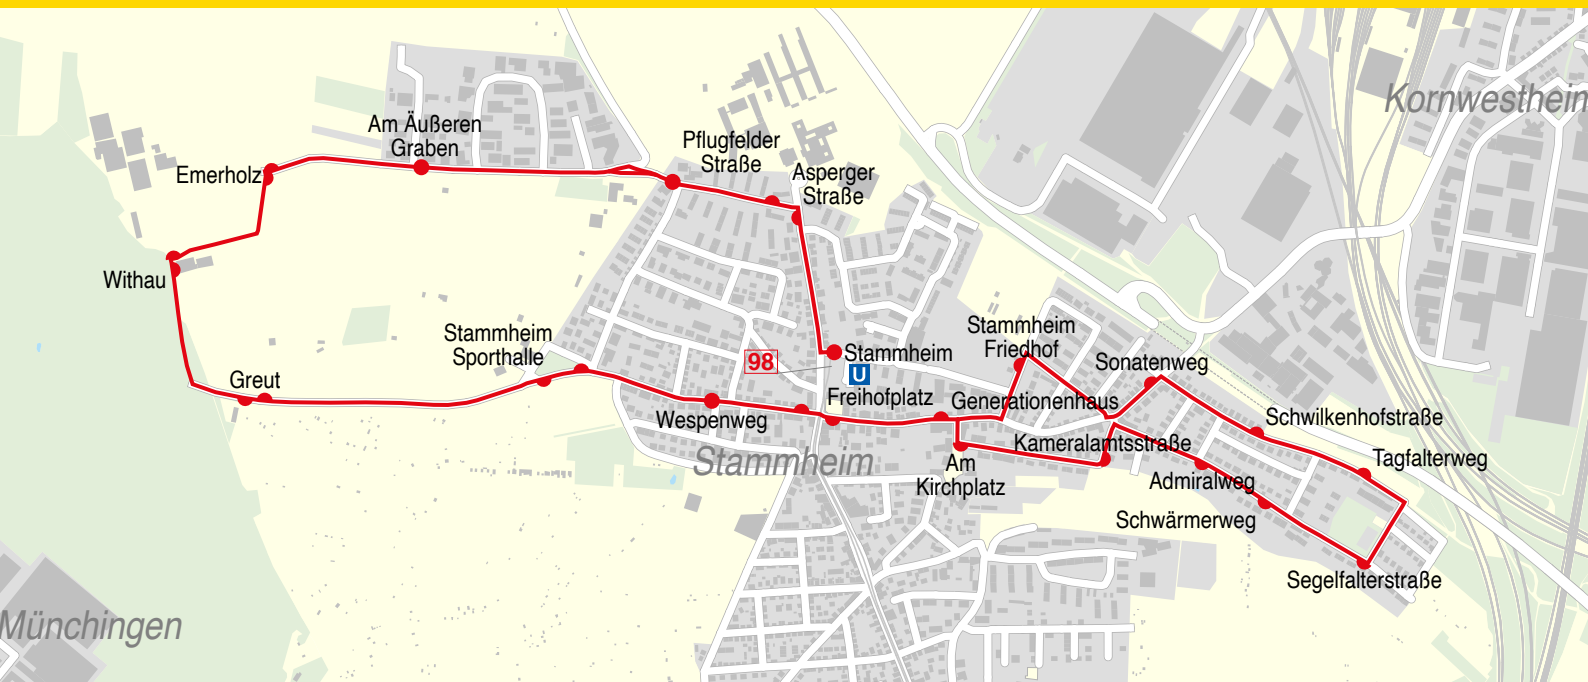 Kornwestheim
Am Äußeren
Graben
Pflugfelder
Straße
Asperger
Straße
Emerholz
Withau
Stammheim
Sporthalle
Greut
98
Stammheim
U
Stammheim
Friedhof
Sonatenweg
Freihofplatz
Generationenhaus
Wespenweg
Schwilkenhofstraße
Kameralamtsstraße
Stammheim
Am
Kirchplatz
Tagfalterweg
Admiralweg
Schwärmerweg
Segelfalterstraße
Münchingen